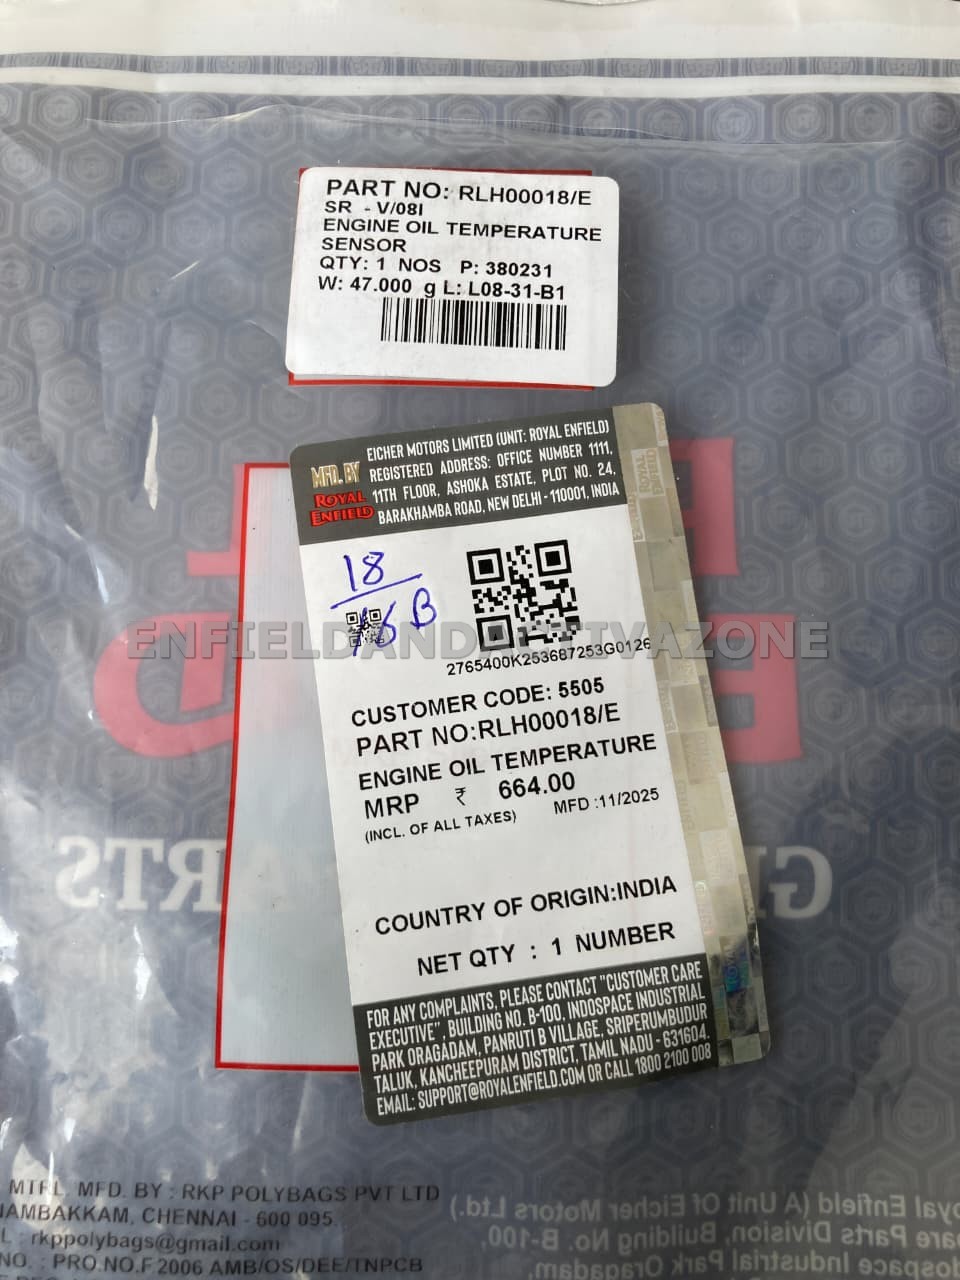 PART NO: RLH00018/E
SR - V/08I
ENGINE OIL TEMPERATURE
SENSOR
QTY: 1 NOS P: 380231
W: 47.000 g L: L08-31-B1
EICHER MOTORS LIMITED (UNIT: ROYAL ENFIELD)
REGISTERED ADDRESS: OFFICE NUMBER 1111,
11TH FLOOR, ASHOKA ESTATE, PLOT NO. 24,
BARAKHAMBA ROAD, NEW DELHI - 110001, INDIA
MFD. BY
ROYAL
ENFIELD
18
B
ENFIELDANDACTIVAZONE
2765400K253687253G0126
CUSTOMER CODE: 5505
PART NO:RLH00018/E
ENGINE OIL TEMPERATURE
MRP ₹ 664.00
(INCL. OF ALL TAXES) MFD :11/2025
COUNTRY OF ORIGIN:INDIA
NET QTY : 1 NUMBER
FOR ANY COMPLAINTS, PLEASE CONTACT "CUSTOMER CARE
EXECUTIVE", BUILDING NO. B-100, INDOSPACE INDUSTRIAL
PARK ORAGADAM, PANRUTI B VILLAGE, SRIPERUMBUDUR
TALUK, KANCHEEPURAM DISTRICT, TAMIL NADU - 631604.
EMAIL: SUPPORT@ROYALENFIELD.COM OR CALL 1800 2100 008
MTRL. MFD. BY : RKP POLYBAGS PVT LTD
NAMBAKKAM, CHENNAI - 600 095.
L : rkppolybags@gmail.com
NO. : PRO.NO.F 2006 AMB/OS/DEE/TNPCB
yal Enfield (A Unit Of Eicher Motors Ltd.)
are Parts Division, Building No. B-100,
ospace Industrial Park Oragadam,